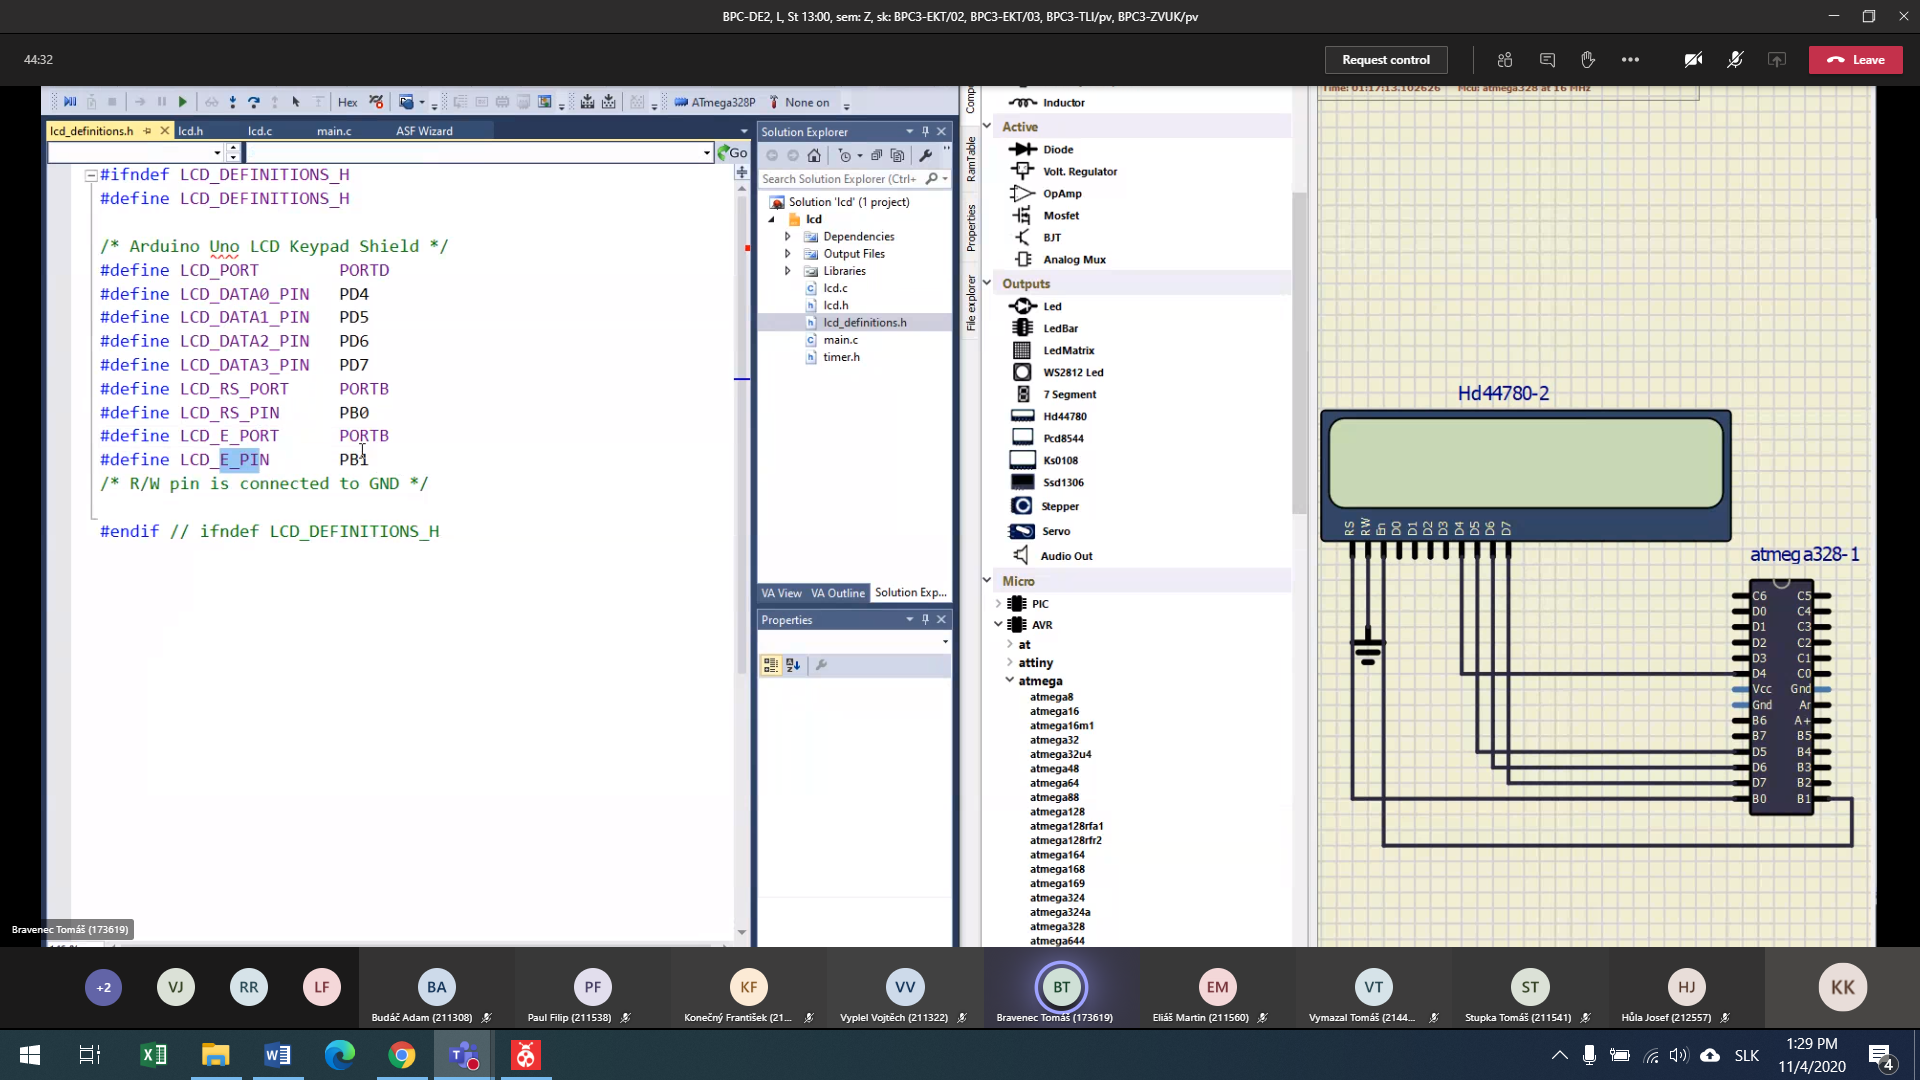 BPC-DE2, L, St 13:00, sem: Z, sk: BPC3-EKT/02, BPC3-EKT/03, BPC3-TLI/pv, BPC3-ZVUK/pv
44:32
Request control
Leave
Hex
ATmega328P
None on
lcd_definitions.h
lcd.h
lcd.c
main.c
ASF Wizard
Go
#ifndef LCD_DEFINITIONS_H
#define LCD_DEFINITIONS_H
/* Arduino Uno LCD Keypad Shield */
#define LCD_PORT PORTD
#define LCD_DATA0_PIN PD4
#define LCD_DATA1_PIN PD5
#define LCD_DATA2_PIN PD6
#define LCD_DATA3_PIN PD7
#define LCD_RS_PORT PORTB
#define LCD_RS_PIN PB0
#define LCD_E_PORT PORTB
#define LCD_E_PIN PB1
/* R/W pin is connected to GND */
#endif // ifndef LCD_DEFINITIONS_H
Solution Explorer
Search Solution Explorer (Ctrl+
Solution 'lcd' (1 project)
lcd
Dependencies
Output Files
Libraries
lcd.c
lcd.h
lcd_definitions.h
main.c
timer.h
VA View
VA Outline
Solution Exp...
Properties
RamTable
Properties
File explorer
Inductor
Active
Diode
Volt. Regulator
OpAmp
Mosfet
BJT
Analog Mux
Outputs
Led
LedBar
LedMatrix
WS2812 Led
7 Segment
Hd44780
Pcd8544
Ks0108
Ssd1306
Stepper
Servo
Audio Out
Micro
PIC
AVR
at
attiny
atmega
atmega8
atmega16
atmega16m1
atmega32
atmega32u4
atmega48
atmega64
atmega88
atmega128
atmega128rfa1
atmega128rfr2
atmega164
atmega168
atmega169
atmega324
atmega324a
atmega328
atmega644
Time: 01:17:13.102626 Mcu: atmega328 at 16 MHz
Hd44780-2
RS RW En D0 D1 D2 D3 D4 D5 D6 D7
atmega328-1
C6 C5
D0 C4
D1 C3
D2 C2
D3 C1
D4 C0
Vcc Gnd
Gnd Ar
B6 A+
B7 B5
D5 B4
D6 B3
D7 B2
B0 B1
Bravenec Tomáš (173619)
+2
VJ
RR
LF
BA
Budáč Adam (211308)
PF
Paul Filip (211538)
KF
Konečný František (21...
VV
Vyplel Vojtěch (211322)
BT
Bravenec Tomáš (173619)
EM
Eliáš Martin (211560)
VT
Vymazal Tomáš (2144...
ST
Stupka Tomáš (211541)
HJ
Hůla Josef (212557)
KK
SLK
1:29 PM
11/4/2020
4